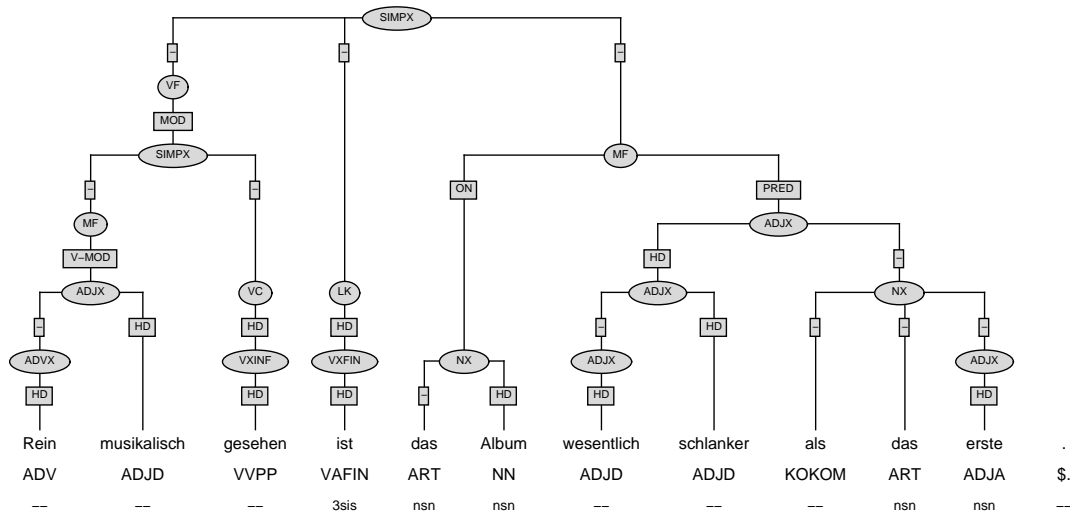 SIMPX
– – –
VF
MOD
SIMPX MF
– – ON PRED
MF ADJX
V–MOD HD –
ADJX VC LK ADJX NX
– HD HD HD – HD – – –
ADVX VXINF VXFIN NX ADJX ADJX
HD HD HD – HD HD HD
Rein musikalisch gesehen ist das Album wesentlich schlanker als das erste .
ADV ADJD VVPP VAFIN ART NN ADJD ADJD KOKOM ART ADJA $.
–– –– –– 3sis nsn nsn –– –– –– nsn nsn ––